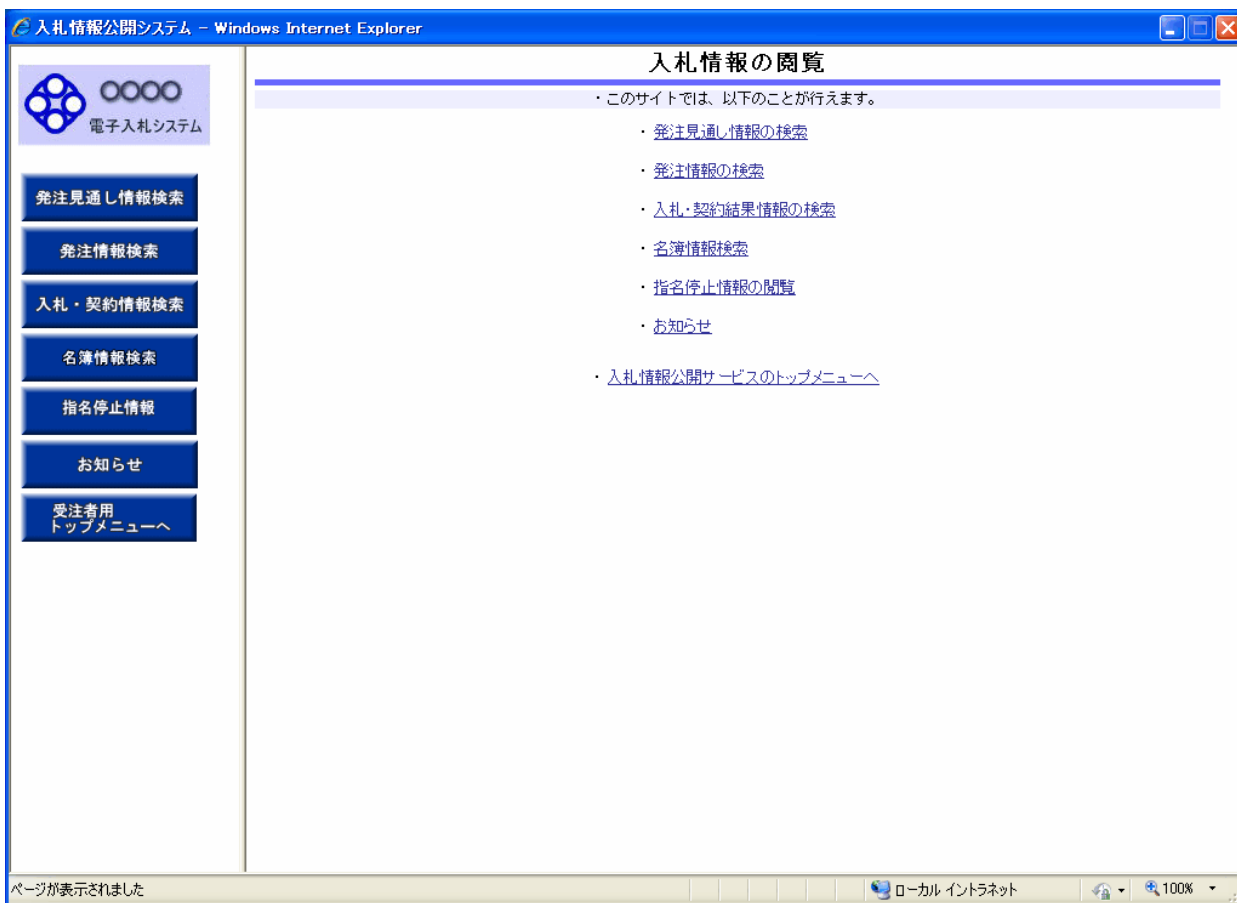 入札情報公開システム - Windows Internet Explorer
○○○○
電子入札システム
発注見通し情報検索
発注情報検索
入札・契約情報検索
名簿情報検索
指名停止情報
お知らせ
受注者用
トップメニューへ
入札情報の閲覧
・このサイトでは、以下のことが行えます。
・発注見通し情報の検索
・発注情報の検索
・入札・契約結果情報の検索
・名簿情報検索
・指名停止情報の閲覧
・お知らせ
・入札情報公開サービスのトップメニューへ
ページが表示されました
ローカル イントラネット
100%